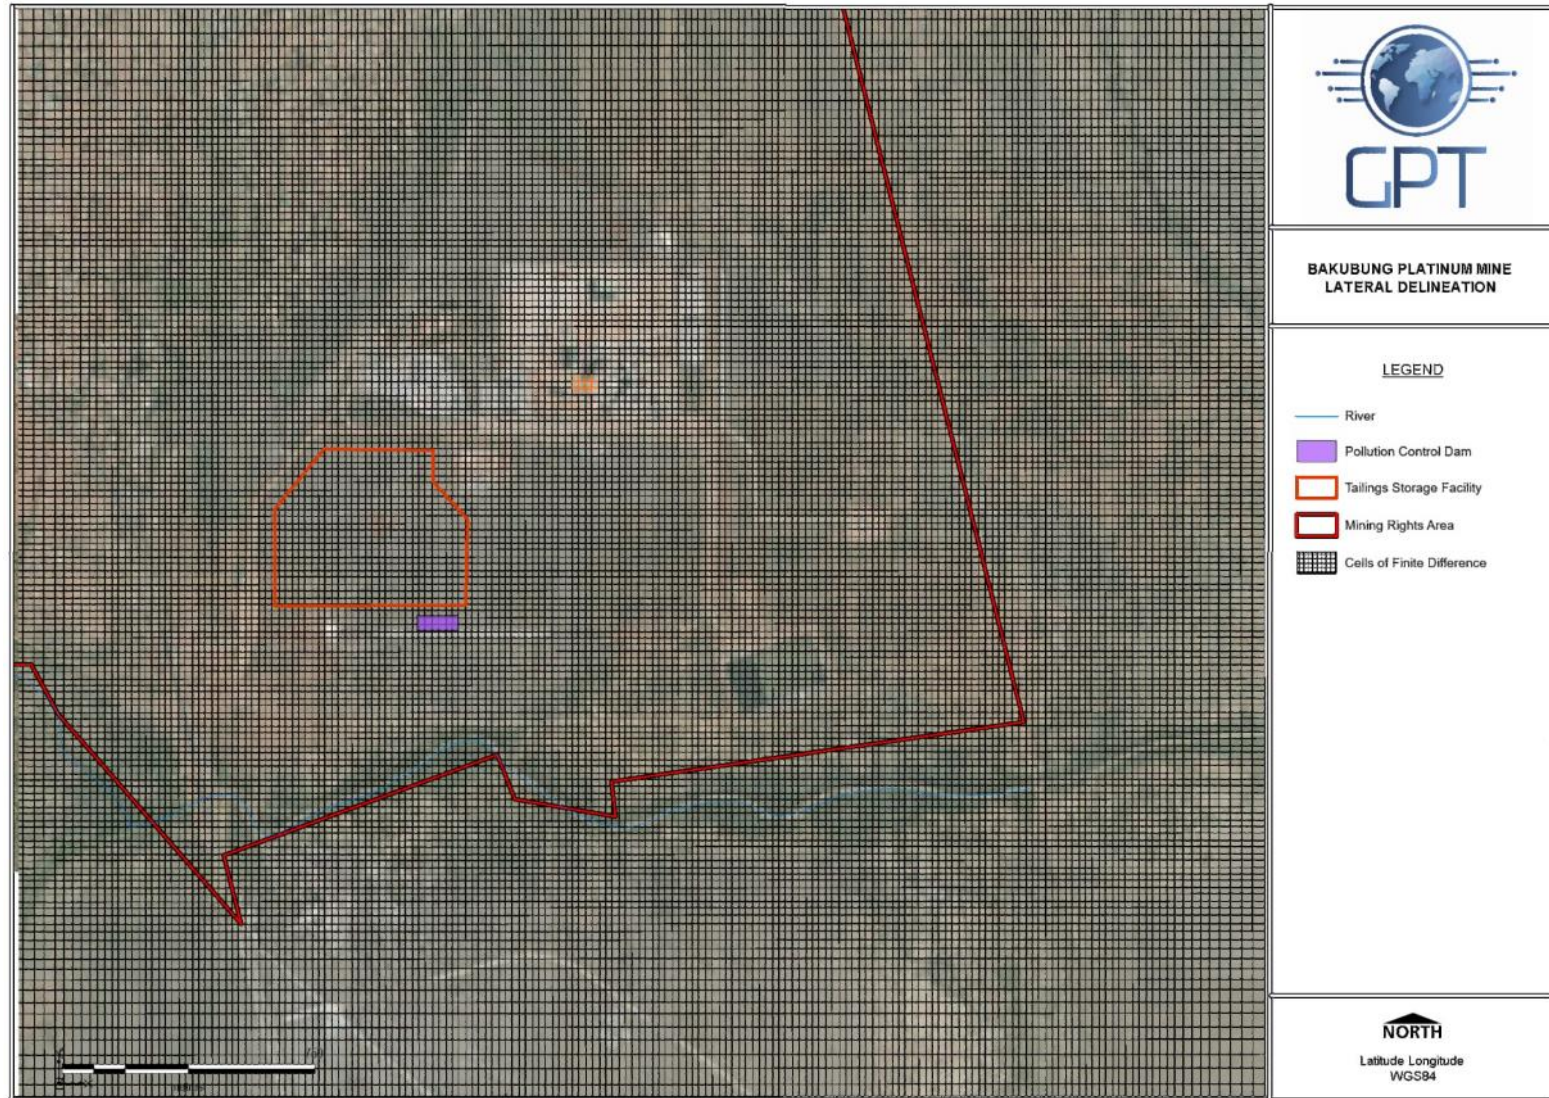 GPT
BAKUBUNG PLATINUM MINE
LATERAL DELINEATION
LEGEND
River
Pollution Control Dam
Tailings Storage Facility
Mining Rights Area
Cells of Finite Difference
NORTH
Latitude Longitude
WGS84